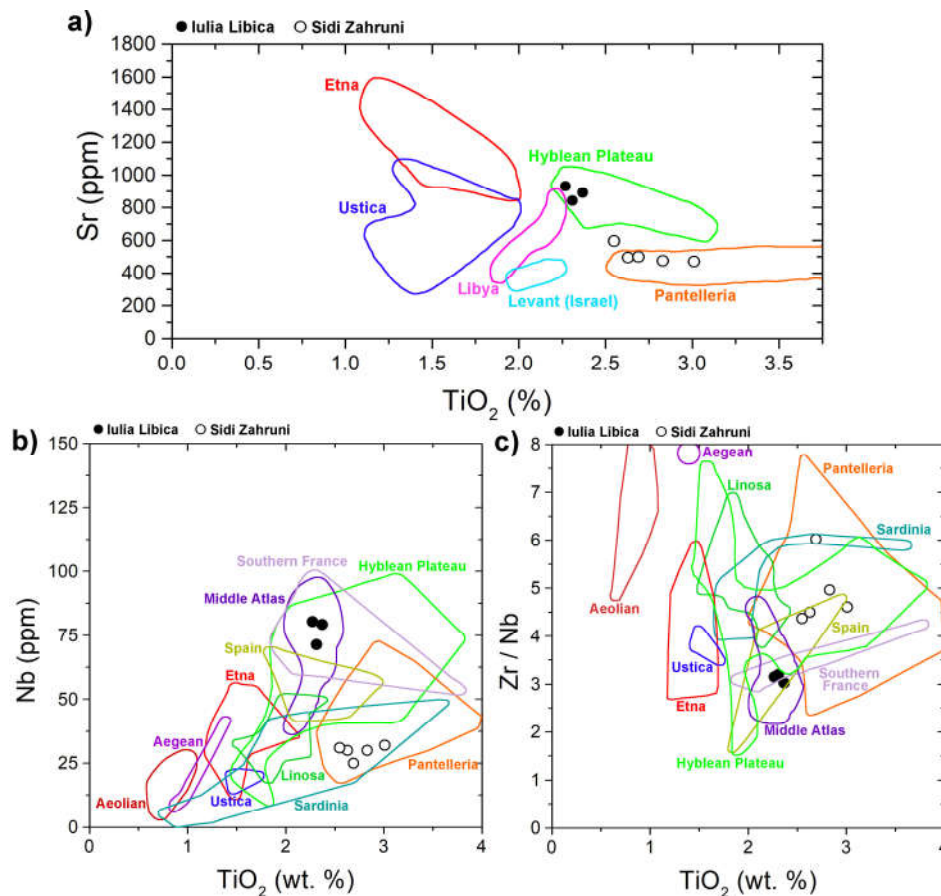 a)
● Iulia Libica ○ Sidi Zahruni
1800
1600
1400
1200
1000
800
600
400
200
0
Sr (ppm)
Etna
Hyblean Plateau
Ustica
Libya
Levant (Israel)
Pantelleria
0.0 0.5 1.0 1.5 2.0 2.5 3.0 3.5
TiO₂ (%)
b)
● Iulia Libica ○ Sidi Zahruni
150
125
100
75
50
25
0
Nb (ppm)
Southern France
Hyblean Plateau
Middle Atlas
Spain
Etna
Aegean
Pantelleria
Linosa
Aeolian
Ustica
Sardinia
0 1 2 3 4
TiO₂ (wt. %)
c)
● Iulia Libica ○ Sidi Zahruni
8
7
6
5
4
3
2
1
0
Zr / Nb
Aegean
Pantelleria
Linosa
Sardinia
Aeolian
Spain
Ustica
Southern
France
Etna
Middle Atlas
Hyblean Plateau
0 1 2 3 4
TiO₂ (wt. %)